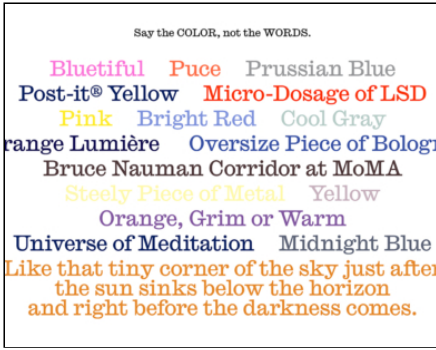 Say the COLOR, not the WORDS.
Bluetiful Puce Prussian Blue
Post-it® Yellow Micro-Dosage of LSD
Pink Bright Red Cool Gray
range Lumière Oversize Piece of Bologn
Bruce Nauman Corridor at MoMA
Steely Piece of Metal Yellow
Orange, Grim or Warm
Universe of Meditation Midnight Blue
Like that tiny corner of the sky just after
the sun sinks below the horizon
and right before the darkness comes.